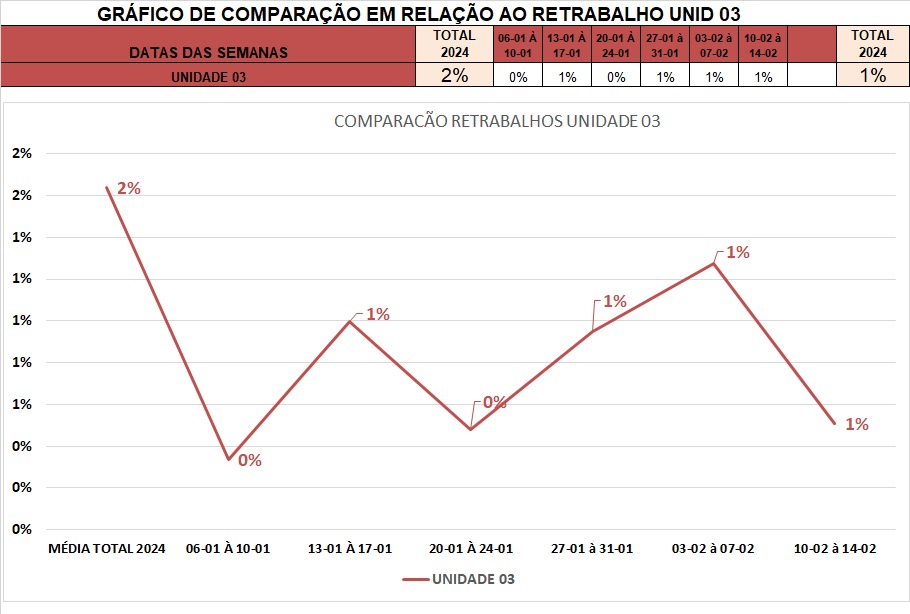 GRÁFICO DE COMPARAÇÃO EM RELAÇÃO AO RETRABALHO UNID 03
DATAS DAS SEMANAS
TOTAL
2024
06-01 À
10-01
13-01 À
17-01
20-01 À
24-01
27-01 à
31-01
03-02 à
07-02
10-02 à
14-02
TOTAL
2024
UNIDADE 03
2%
0%
1%
0%
1%
1%
1%
1%
COMPARACÃO RETRABALHOS UNIDADE 03
2%
2%
1%
1%
1%
1%
1%
0%
0%
0%
2%
0%
1%
0%
1%
1%
1%
MÉDIA TOTAL 2024
06-01 À 10-01
13-01 À 17-01
20-01 À 24-01
27-01 à 31-01
03-02 à 07-02
10-02 à 14-02
UNIDADE 03